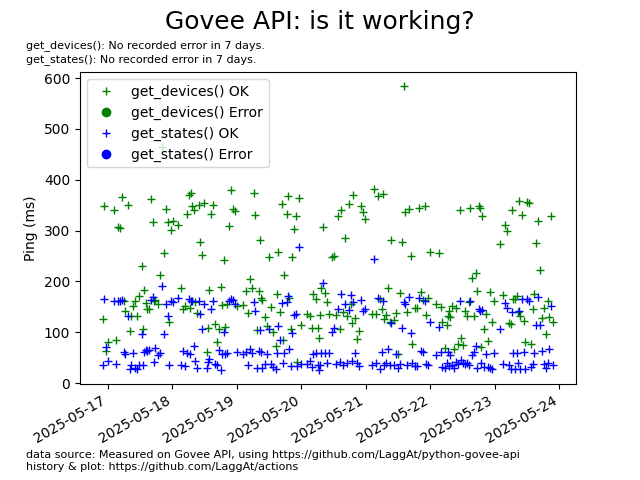 Govee API: is it working?
get_devices(): No recorded error in 7 days.
get_states(): No recorded error in 7 days.
600
500
400
300
200
100
0
Ping (ms)
get_devices() OK
get_devices() Error
get_states() OK
get_states() Error
2025-05-17
2025-05-18
2025-05-19
2025-05-20
2025-05-21
2025-05-22
2025-05-23
2025-05-24
data source: Measured on Govee API, using https://github.com/LaggAt/python-govee-api
history & plot: https://github.com/LaggAt/actions